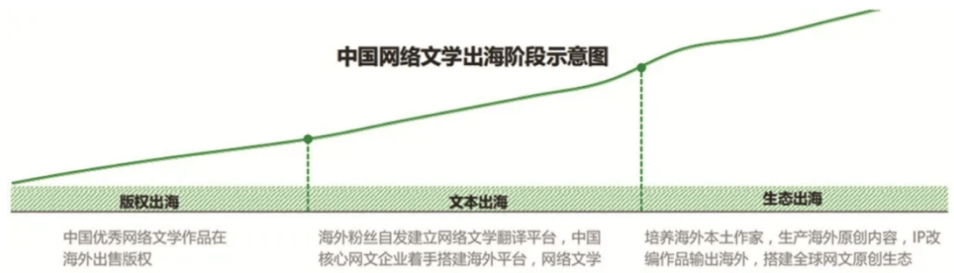 中国网络文学出海阶段示意图
版权出海
文本出海
生态出海
中国优秀网络文学作品在
海外出售版权
海外粉丝自发建立网络文学翻译平台，中国
核心网文企业着手搭建海外平台，网络文学
培养海外本土作家，生产海外原创内容，IP改
编作品输出海外，搭建全球网文原创生态